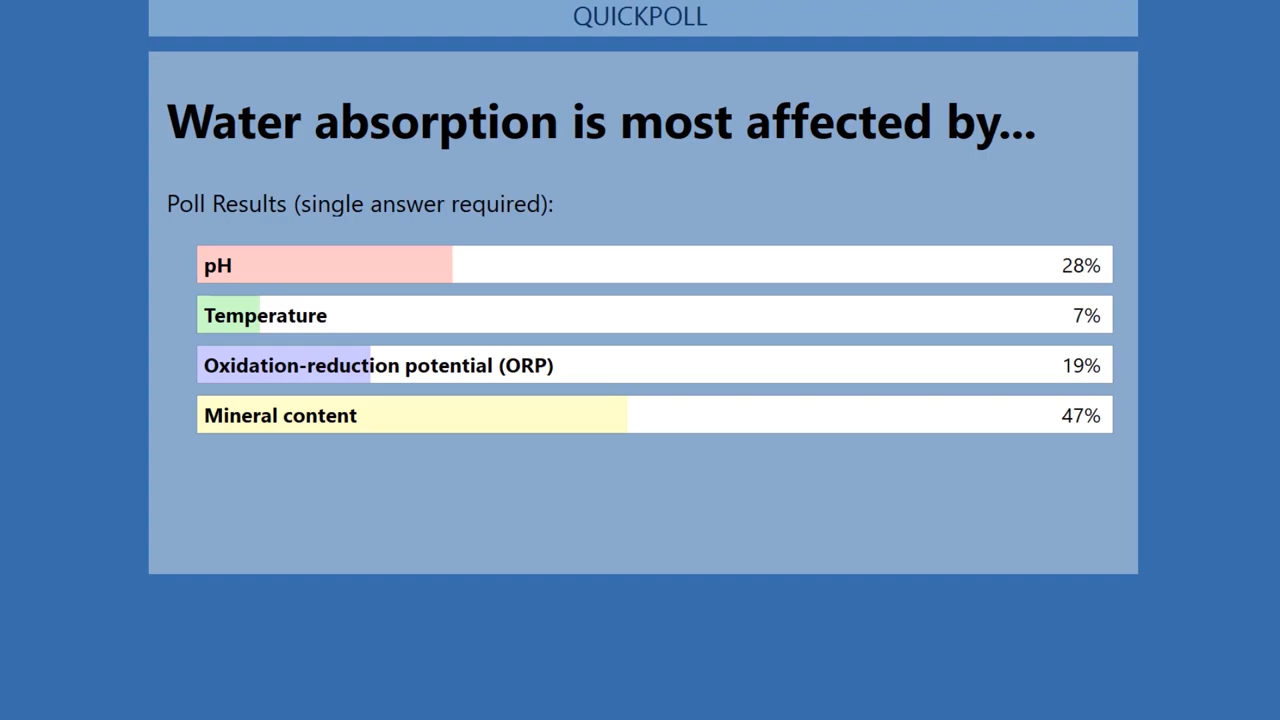 QUICKPOLL
Water absorption is most affected by...
Poll Results (single answer required):
pH 28%
Temperature 7%
Oxidation-reduction potential (ORP) 19%
Mineral content 47%